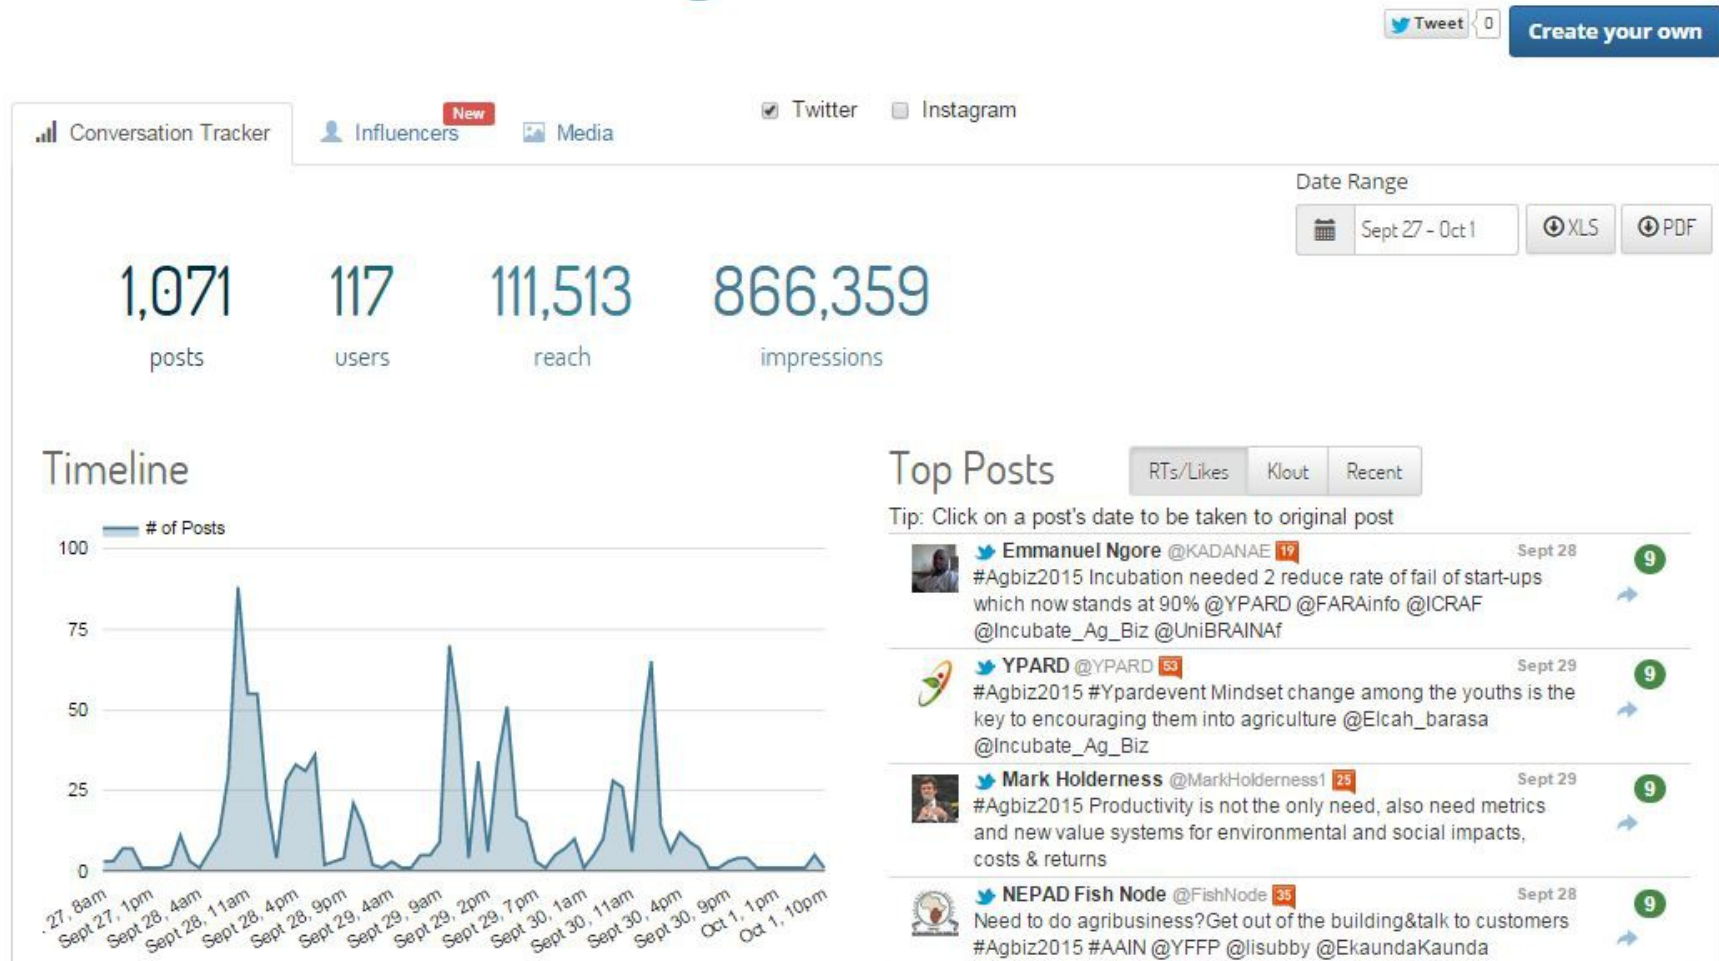 Tweet 0
Create your own
Conversation Tracker
Influencers
New
Media
Twitter
Instagram
Date Range
Sept 27 - Oct 1
XLS
PDF
1,071
posts
117
users
111,513
reach
866,359
impressions
Timeline
# of Posts
100
75
50
25
0
. 27, 8am
Sept 27, 1pm
Sept 28, 4am
Sept 28, 11am
Sept 28, 4pm
Sept 28, 9pm
Sept 29, 4am
Sept 29, 9am
Sept 29, 2pm
Sept 29, 7pm
Sept 30, 1am
Sept 30, 11am
Sept 30, 4pm
Sept 30, 9pm
Oct 1, 1pm
Oct 1, 10pm
Top Posts
RTs/Likes
Klout
Recent
Tip: Click on a post's date to be taken to original post
Emmanuel Ngore @KADANAE 19 Sept 28 9
#Agbiz2015 Incubation needed 2 reduce rate of fail of start-ups
which now stands at 90% @YPARD @FARAinfo @ICRAF
@Incubate_Ag_Biz @UniBRAINAf
YPARD @YPARD 53 Sept 29 9
#Agbiz2015 #Ypardevent Mindset change among the youths is the
key to encouraging them into agriculture @Elcah_barasa
@Incubate_Ag_Biz
Mark Holderness @MarkHolderness1 25 Sept 29 9
#Agbiz2015 Productivity is not the only need, also need metrics
and new value systems for environmental and social impacts,
costs & returns
NEPAD Fish Node @FishNode 35 Sept 28 9
Need to do agribusiness?Get out of the building&talk to customers
#Agbiz2015 #AAIN @YFFP @lisubby @EkaundaKaunda